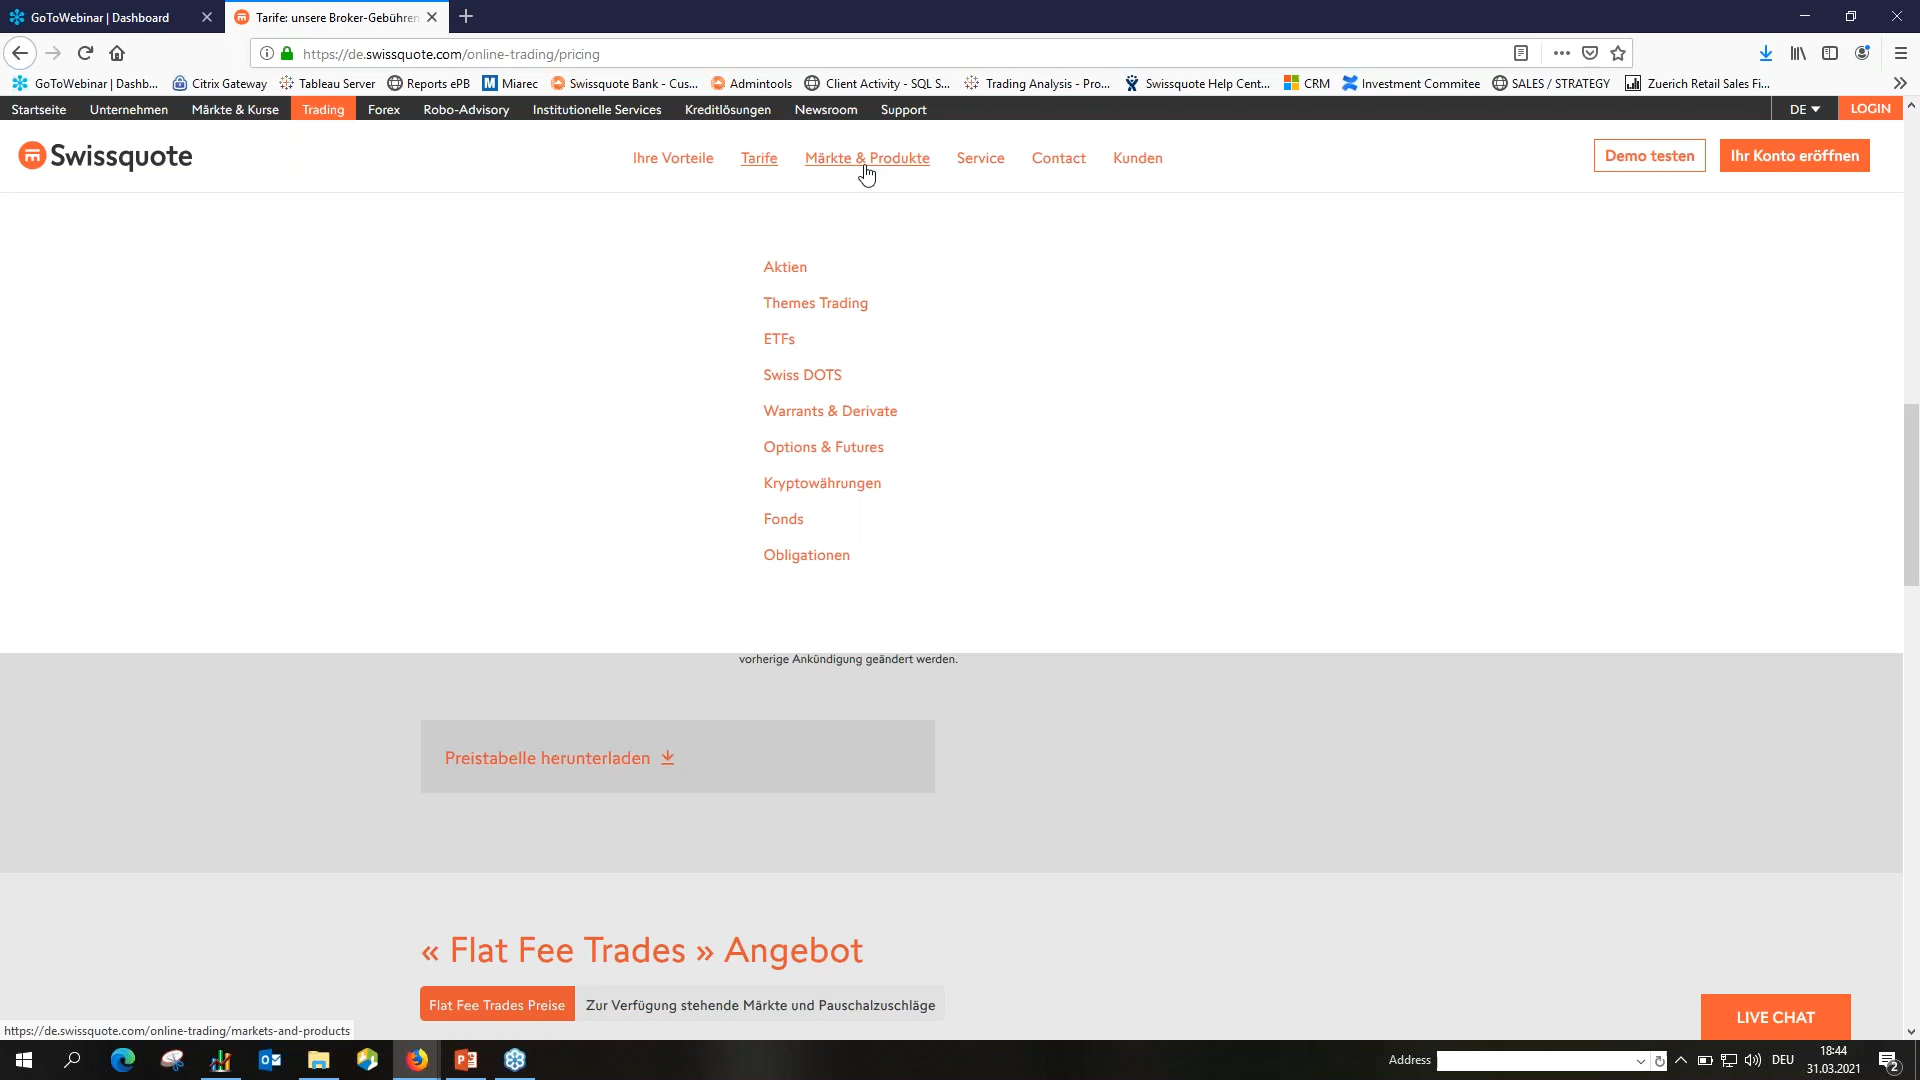 GoToWebinar | Dashboard
Tarife: unsere Broker-Gebühren
https://de.swissquote.com/online-trading/pricing
GoToWebinar | Dashb...
Citrix Gateway
Tableau Server
Reports ePB
Miarec
Swissquote Bank - Cus...
Admintools
Client Activity - SQL S...
Trading Analysis - Pro...
Swissquote Help Cent...
CRM
Investment Commitee
SALES / STRATEGY
Zuerich Retail Sales Fi...
Startseite
Unternehmen
Märkte & Kurse
Trading
Forex
Robo-Advisory
Institutionelle Services
Kreditlösungen
Newsroom
Support
DE
LOGIN
Swissquote
Ihre Vorteile
Tarife
Märkte & Produkte
Service
Contact
Kunden
Demo testen
Ihr Konto eröffnen
Aktien
Themes Trading
ETFs
Swiss DOTS
Warrants & Derivate
Options & Futures
Kryptowährungen
Fonds
Obligationen
vorherige Ankündigung geändert werden.
Preistabelle herunterladen
« Flat Fee Trades » Angebot
Flat Fee Trades Preise
Zur Verfügung stehende Märkte und Pauschalzuschläge
LIVE CHAT
https://de.swissquote.com/online-trading/markets-and-products
Address
DEU
18:44
31.03.2021
2